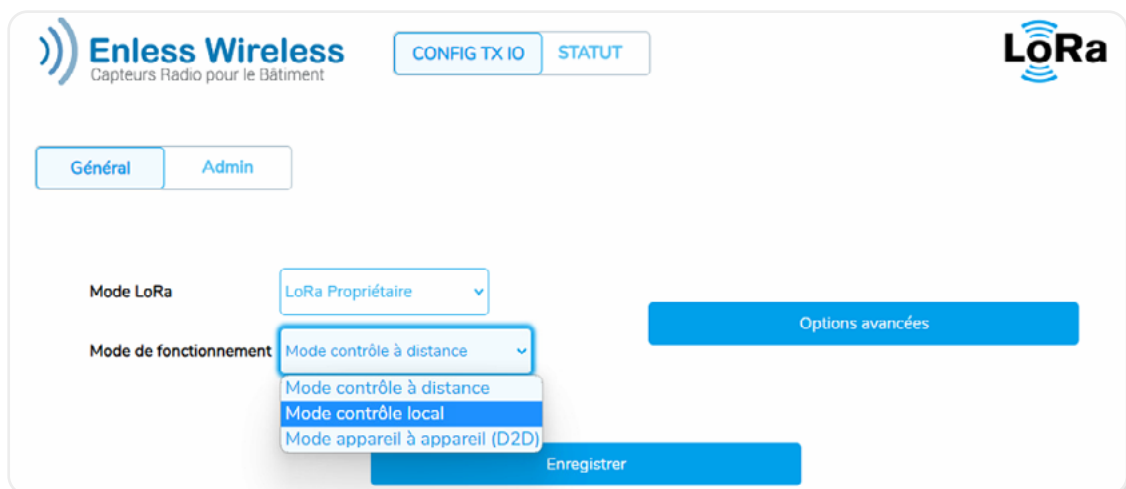 Enless Wireless
Capteurs Radio pour le Bâtiment
CONFIG TX IO
STATUT
LoRa
Général
Admin
Mode LoRa
LoRa Propriétaire
Options avancées
Mode de fonctionnement
Mode contrôle à distance
Mode contrôle à distance
Mode contrôle local
Mode appareil à appareil (D2D)
Enregistrer